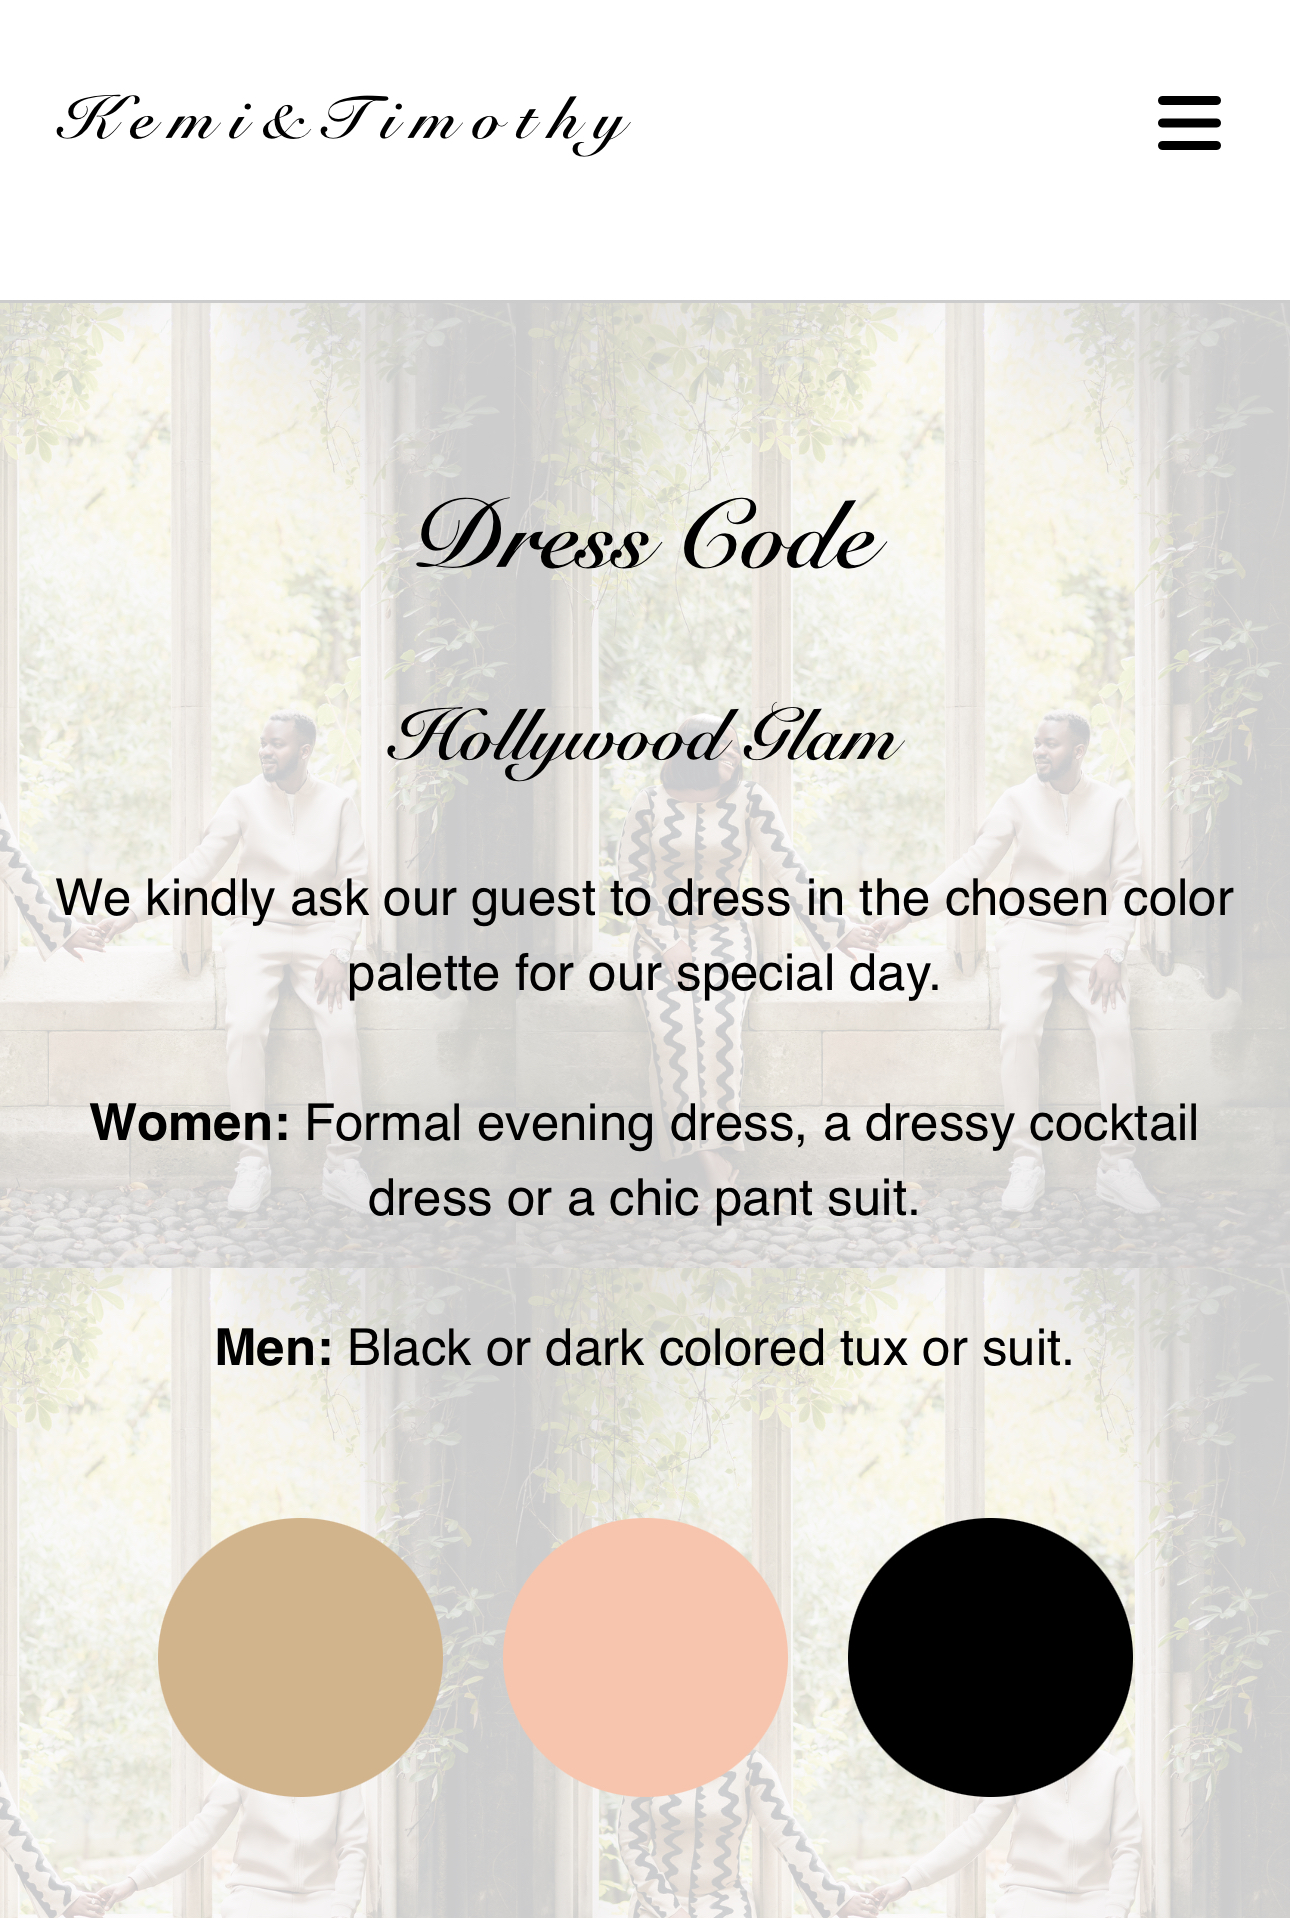 Kemi&Timothy
Dress Code
Hollywood Glam
We kindly ask our guest to dress in the chosen color
palette for our special day.
Women: Formal evening dress, a dressy cocktail
dress or a chic pant suit.
Men: Black or dark colored tux or suit.